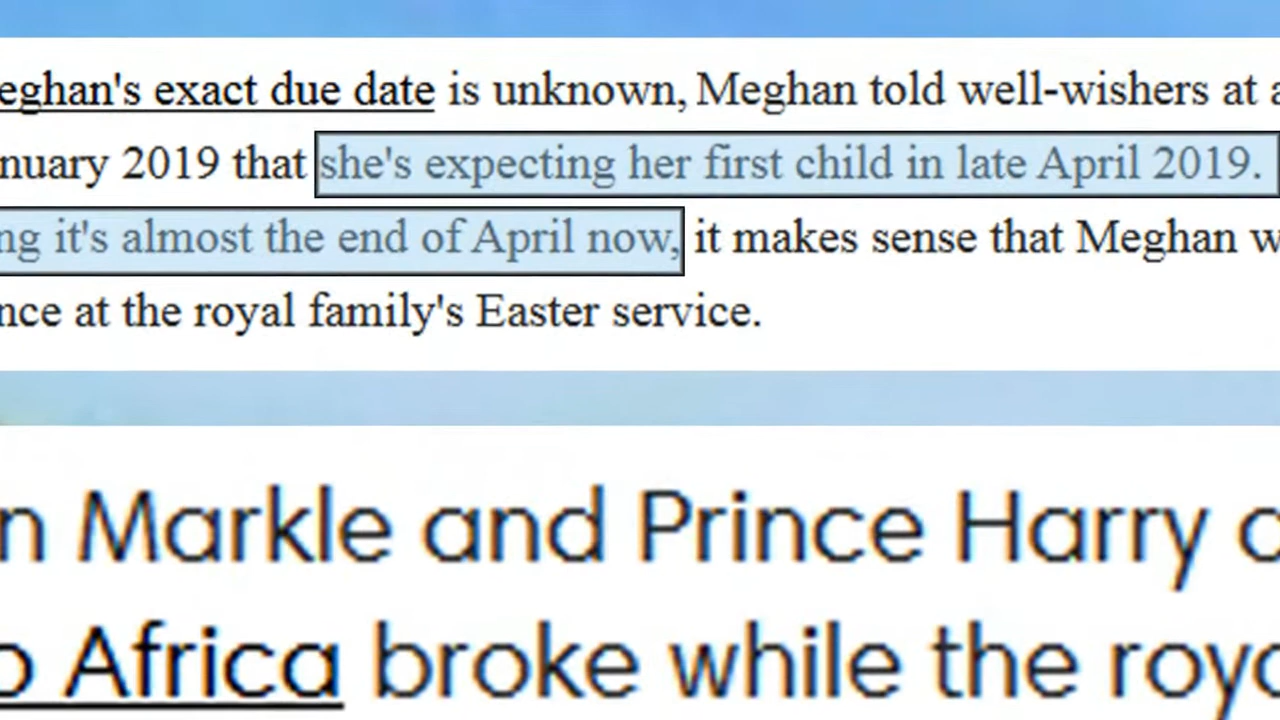 eghan's exact due date is unknown, Meghan told well-wishers at a
nuary 2019 that she's expecting her first child in late April 2019.
ng it's almost the end of April now, it makes sense that Meghan w
nce at the royal family's Easter service.
n Markle and Prince Harry a
o Africa broke while the roya